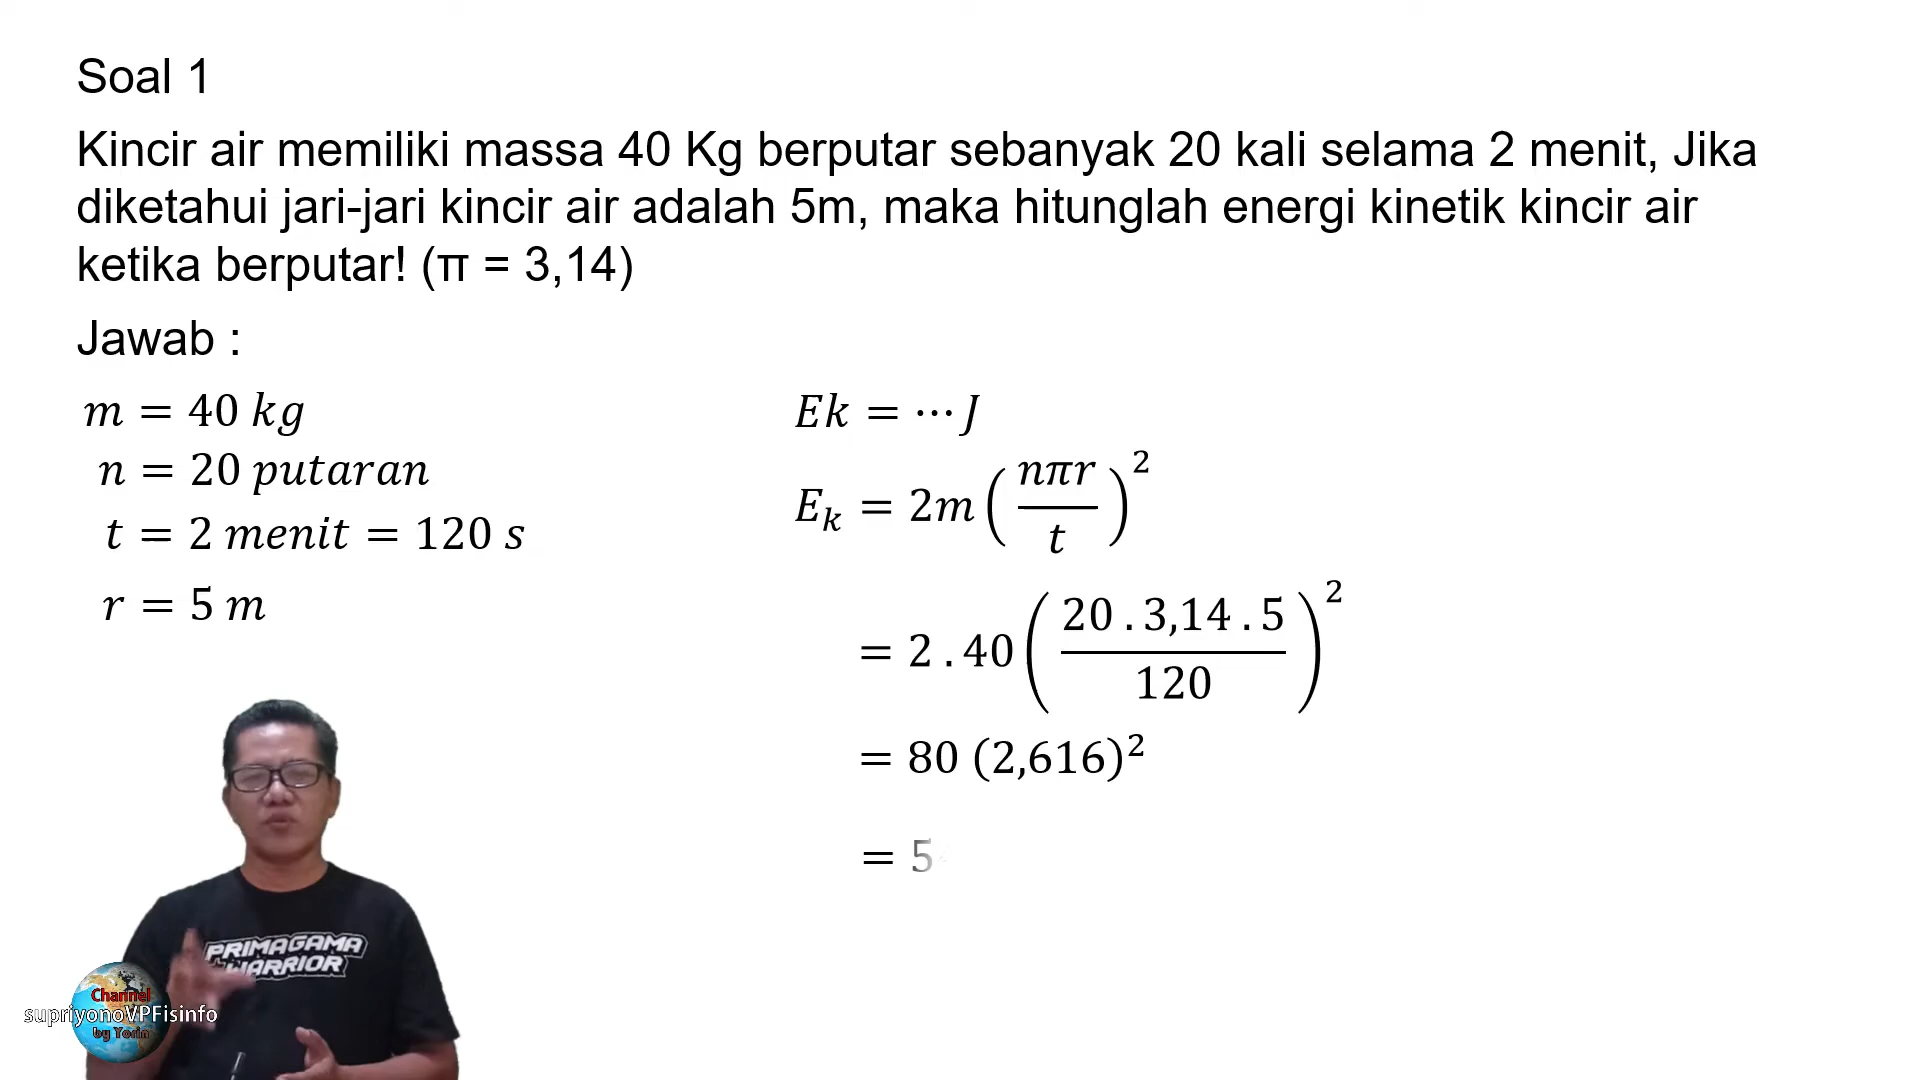 Soal 1
Kincir air memiliki massa 40 Kg berputar sebanyak 20 kali selama 2 menit, Jika
diketahui jari-jari kincir air adalah 5m, maka hitunglah energi kinetik kincir air
ketika berputar! (π = 3,14)
Jawab :
m = 40 kg
n = 20 putaran
t = 2 menit = 120 s
r = 5 m
Ek = ⋯ J
E_k = 2m (nπr / t)²
= 2 . 40 (20 . 3,14 . 5 / 120)²
= 80 (2,616)²
= 5
PRIMAGAMA
WARRIOR
Channel
supriyonoVPFisinfo
by Yorin